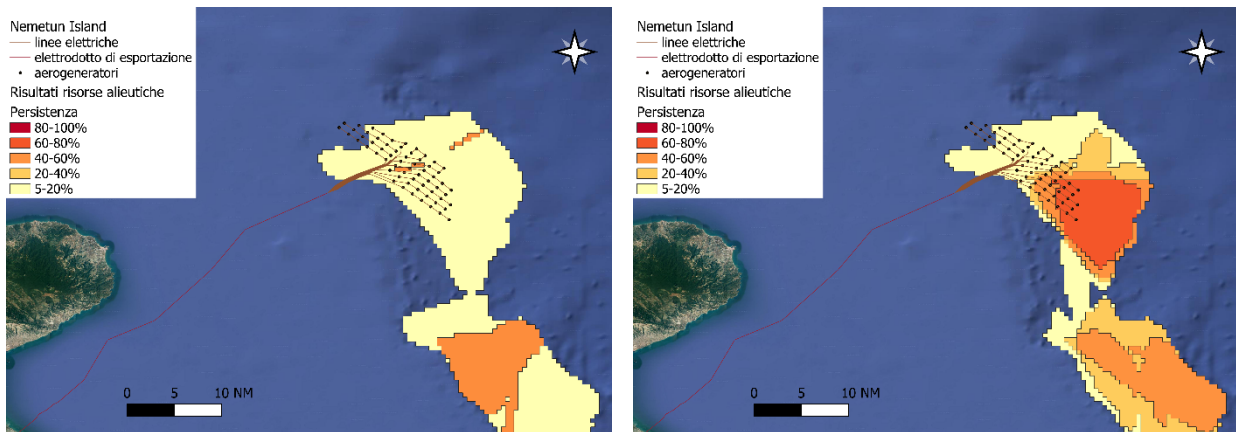 Nemetun Island
linee elettriche
elettrodotto di esportazione
aerogeneratori
Risultati risorse alieutiche
Persistenza
80-100%
60-80%
40-60%
20-40%
5-20%
0 5 10 NM
Nemetun Island
linee elettriche
elettrodotto di esportazione
aerogeneratori
Risultati risorse alieutiche
Persistenza
80-100%
60-80%
40-60%
20-40%
5-20%
0 5 10 NM